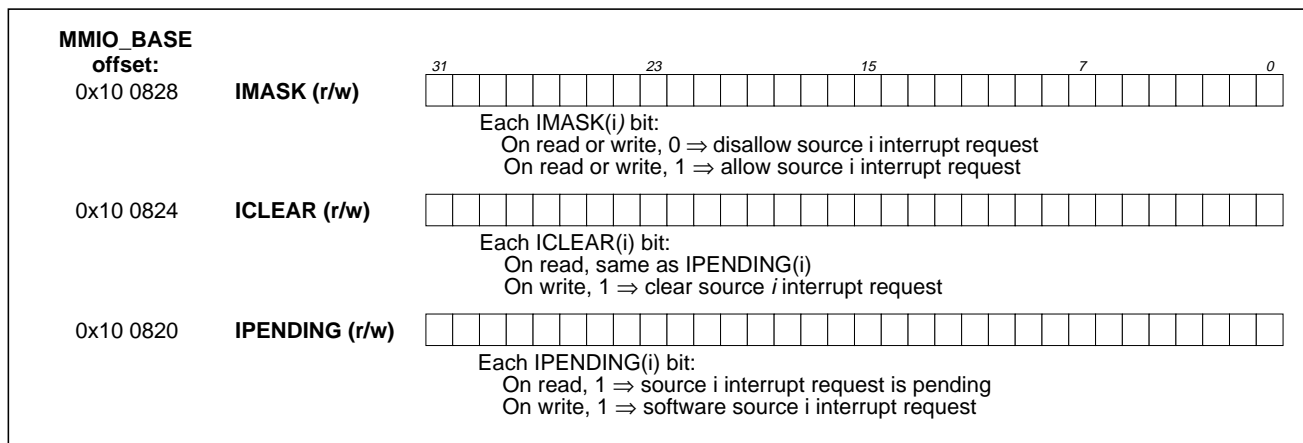 MMIO_BASE
offset:
31 23 15 7 0
0x10 0828 IMASK (r/w)
Each IMASK(i) bit:
On read or write, 0 ⇒ disallow source i interrupt request
On read or write, 1 ⇒ allow source i interrupt request
0x10 0824 ICLEAR (r/w)
Each ICLEAR(i) bit:
On read, same as IPENDING(i)
On write, 1 ⇒ clear source i interrupt request
0x10 0820 IPENDING (r/w)
Each IPENDING(i) bit:
On read, 1 ⇒ source i interrupt request is pending
On write, 1 ⇒ software source i interrupt request